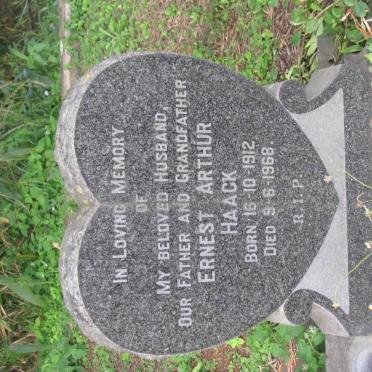 IN LOVING MEMORY
OF
MY BELOVED HUSBAND,
OUR FATHER AND GRANDFATHER
ERNEST ARTHUR
HAACK
BORN 16-10-1912
DIED 9-6-1968
R.I.P.